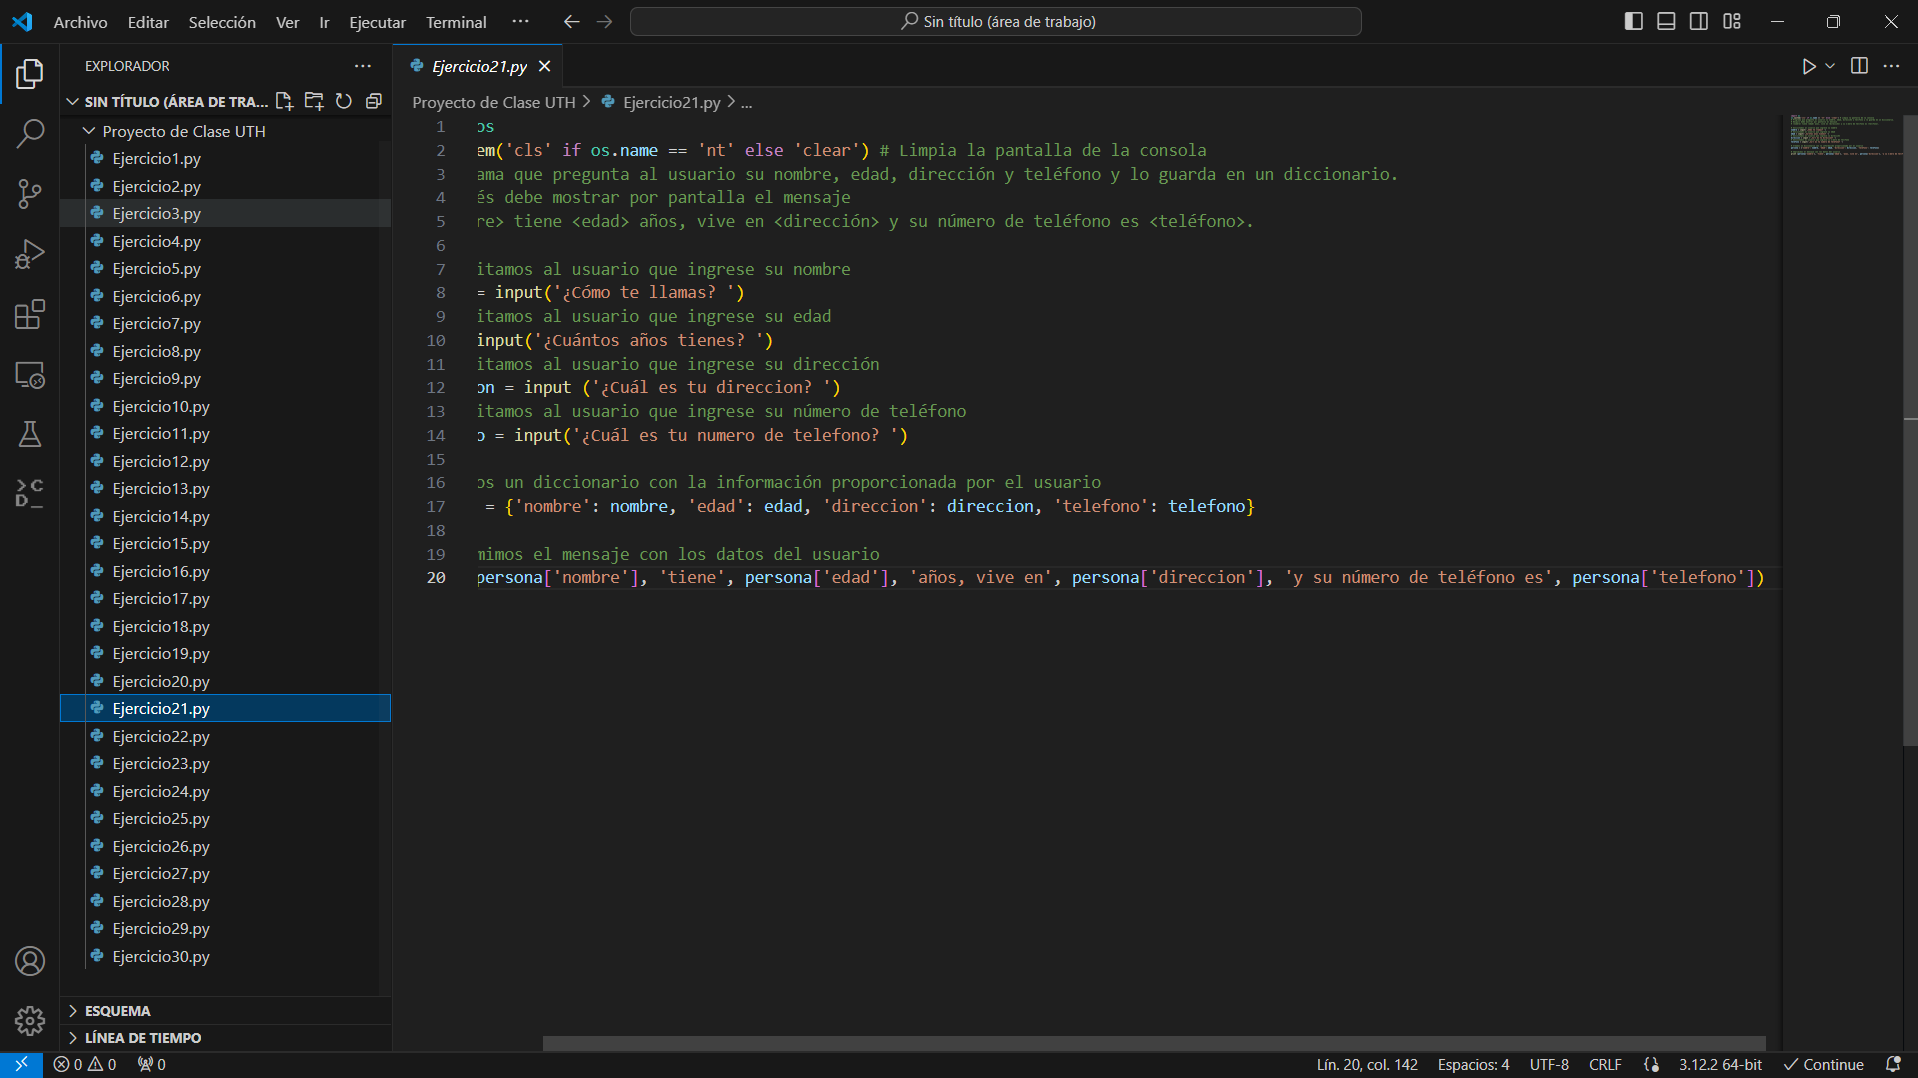 Archivo Editar Selección Ver Ir Ejecutar Terminal ··· Sin título (área de trabajo)
EXPLORADOR
SIN TÍTULO (ÁREA DE TRA...
Proyecto de Clase UTH
Ejercicio1.py
Ejercicio2.py
Ejercicio3.py
Ejercicio4.py
Ejercicio5.py
Ejercicio6.py
Ejercicio7.py
Ejercicio8.py
Ejercicio9.py
Ejercicio10.py
Ejercicio11.py
Ejercicio12.py
Ejercicio13.py
Ejercicio14.py
Ejercicio15.py
Ejercicio16.py
Ejercicio17.py
Ejercicio18.py
Ejercicio19.py
Ejercicio20.py
Ejercicio21.py
Ejercicio22.py
Ejercicio23.py
Ejercicio24.py
Ejercicio25.py
Ejercicio26.py
Ejercicio27.py
Ejercicio28.py
Ejercicio29.py
Ejercicio30.py
ESQUEMA
LÍNEA DE TIEMPO
Ejercicio21.py
Proyecto de Clase UTH > Ejercicio21.py > ...
1 os
2 em('cls' if os.name == 'nt' else 'clear') # Limpia la pantalla de la consola
3 ama que pregunta al usuario su nombre, edad, dirección y teléfono y lo guarda en un diccionario.
4 és debe mostrar por pantalla el mensaje
5 re> tiene <edad> años, vive en <dirección> y su número de teléfono es <teléfono>.
6
7 itamos al usuario que ingrese su nombre
8 = input('¿Cómo te llamas? ')
9 itamos al usuario que ingrese su edad
10 input('¿Cuántos años tienes? ')
11 itamos al usuario que ingrese su dirección
12 on = input ('¿Cuál es tu direccion? ')
13 itamos al usuario que ingrese su número de teléfono
14 o = input('¿Cuál es tu numero de telefono? ')
15
16 os un diccionario con la información proporcionada por el usuario
17 = {'nombre': nombre, 'edad': edad, 'direccion': direccion, 'telefono': telefono}
18
19 mimos el mensaje con los datos del usuario
20 persona['nombre'], 'tiene', persona['edad'], 'años, vive en', persona['direccion'], 'y su número de teléfono es', persona['telefono'])
0 0 0 Lín. 20, col. 142 Espacios: 4 UTF-8 CRLF 3.12.2 64-bit Continue